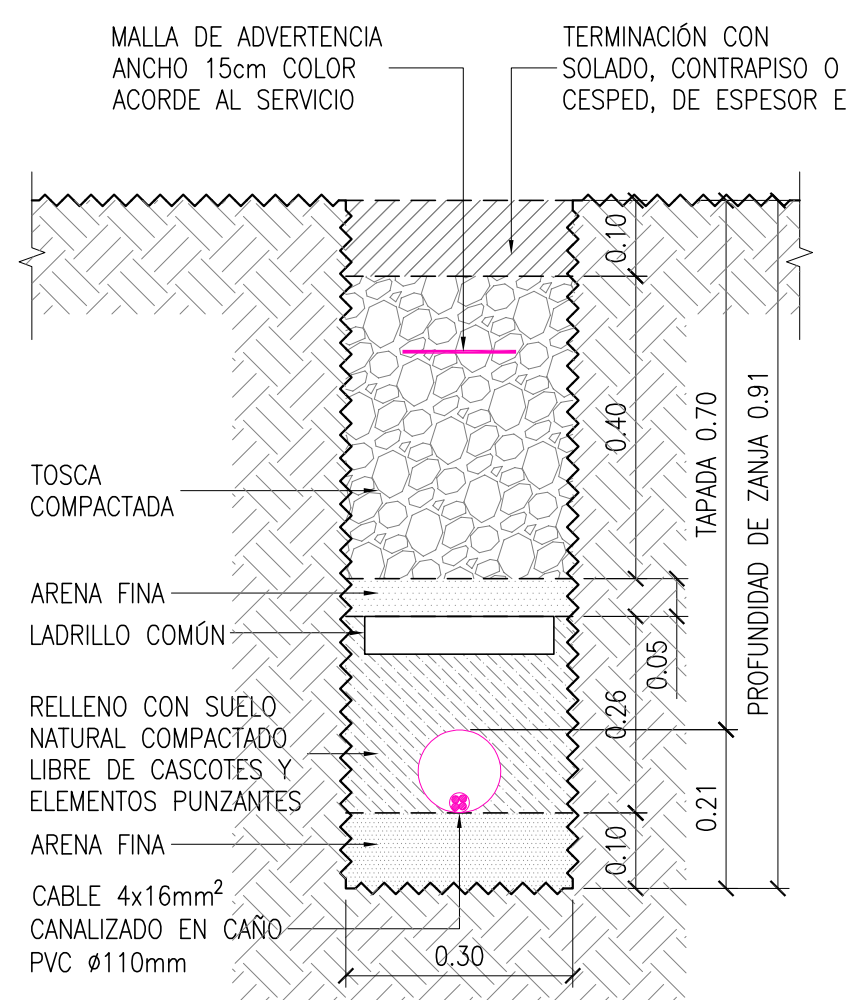 MALLA DE ADVERTENCIA
ANCHO 15cm COLOR
ACORDE AL SERVICIO
TERMINACIÓN CON
SOLADO, CONTRAPISO O
CESPED, DE ESPESOR E
0.10
0.40
TAPADA 0.70
PROFUNDIDAD DE ZANJA 0.91
TOSCA
COMPACTADA
ARENA FINA
LADRILLO COMÚN
0.05
0.26
RELLENO CON SUELO
NATURAL COMPACTADO
LIBRE DE CASCOTES Y
ELEMENTOS PUNZANTES
0.21
ARENA FINA
0.10
CABLE 4x16mm²
CANALIZADO EN CAÑO
PVC Ø110mm
0.30